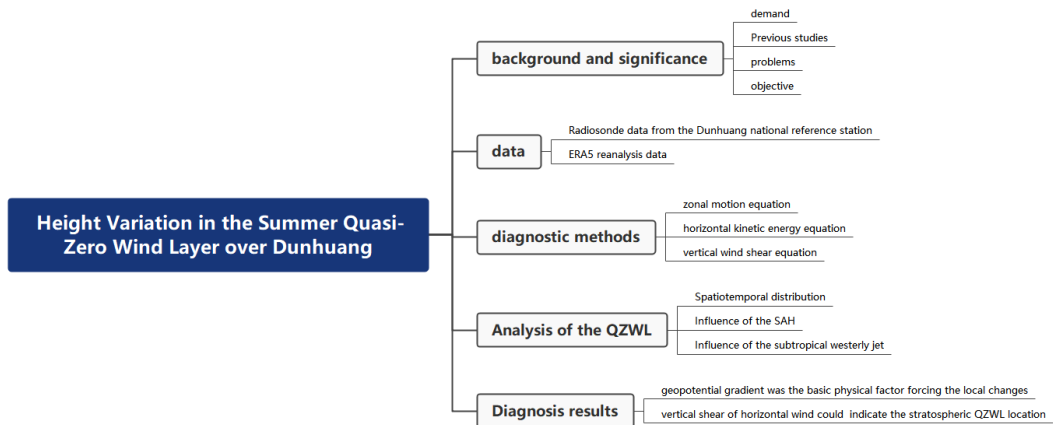 Height Variation in the Summer Quasi-
Zero Wind Layer over Dunhuang
background and significance
demand
Previous studies
problems
objective
data
Radiosonde data from the Dunhuang national reference station
ERA5 reanalysis data
diagnostic methods
zonal motion equation
horizontal kinetic energy equation
vertical wind shear equation
Analysis of the QZWL
Spatiotemporal distribution
Influence of the SAH
Influence of the subtropical westerly jet
Diagnosis results
geopotential gradient was the basic physical factor forcing the local changes
vertical shear of horizontal wind could indicate the stratospheric QZWL location